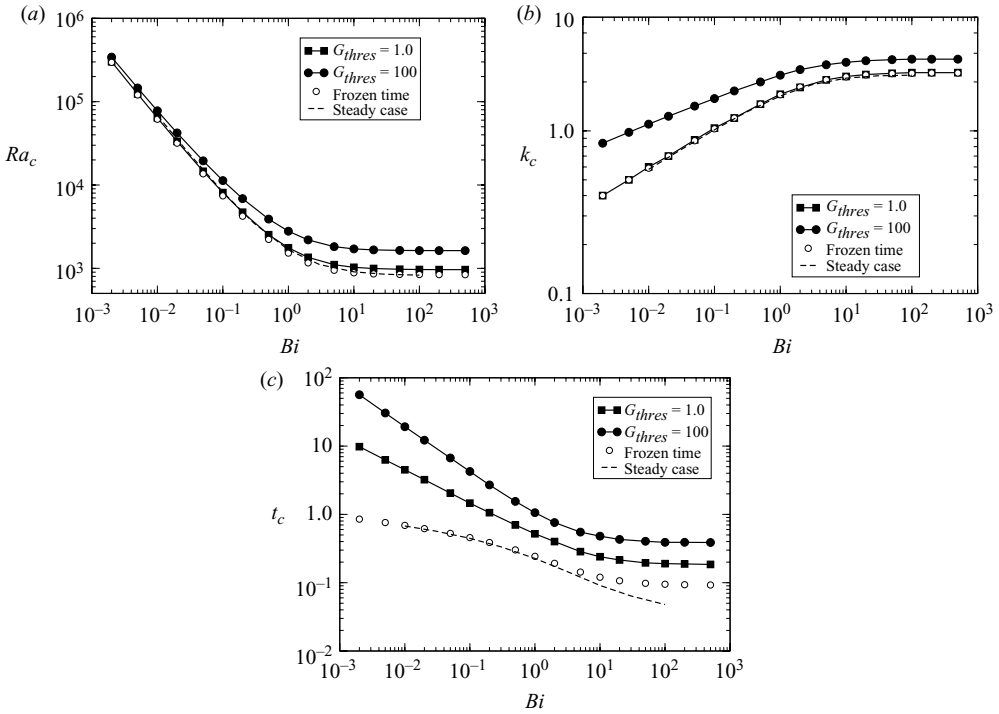 (a)
10^6
10^5
10^4
10^3
10^2
Ra_c
10^−3 10^−2 10^−1 10^0 10^1 10^2 10^3
Bi
G_thres = 1.0
G_thres = 100
Frozen time
Steady case
(b)
10
1.0
0.1
k_c
10^−3 10^−2 10^−1 10^0 10^1 10^2 10^3
Bi
G_thres = 1.0
G_thres = 100
Frozen time
Steady case
(c)
10^2
10
1.0
10^−1
10^−2
t_c
10^−3 10^−2 10^−1 10^0 10^1 10^2 10^3
Bi
G_thres = 1.0
G_thres = 100
Frozen time
Steady case